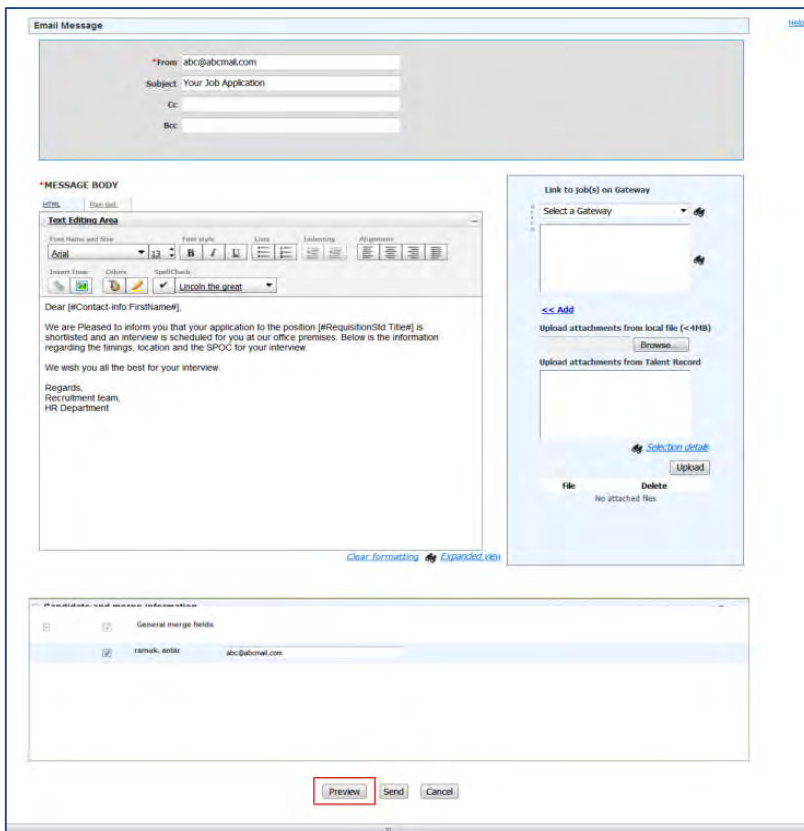 Email Message
Help
*From abc@abcmail.com
Subject Your Job Application
Cc
Bcc
*MESSAGE BODY
HTML Plain text
Text Editing Area
Font Name and Size Font style Lists Indenting Alignment
Arial 13 B I U
Insert Item Colors SpellCheck
Lincoln the great
Dear [#Contact-info:FirstName#],
We are Pleased to inform you that your application to the position [#RequisitionStd:Title#] is
shortlisted and an interview is scheduled for you at our office premises. Below is the information
regarding the timings, location and the SPOC for your interview.
We wish you all the best for your interview.
Regards,
Recruitment team,
HR Department
Clear formatting Expanded view
Link to job(s) on Gateway
Select a Gateway
<< Add
Upload attachments from local file (<4MB)
Browse...
Upload attachments from Talent Record
Selection details
Upload
File Delete
No attached files
Candidate and merge information
General merge fields
ramuk, antar abc@abcmail.com
Preview Send Cancel